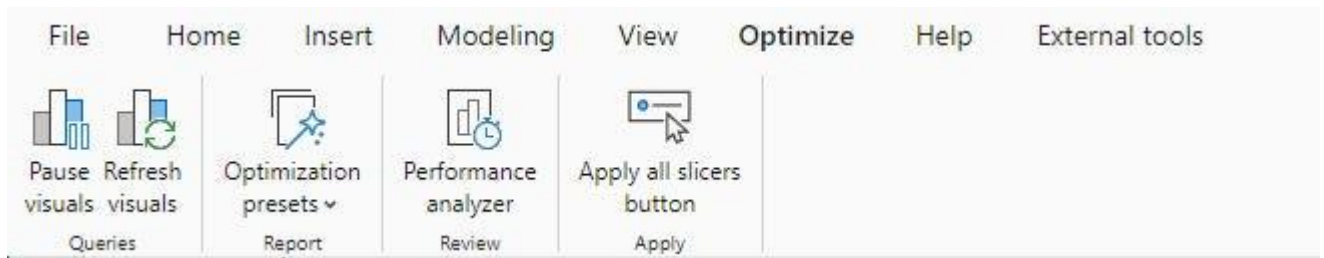 File Home Insert Modeling View Optimize Help External tools
Pause Refresh Optimization Performance Apply all slicers
visuals visuals presets analyzer button
Queries Report Review Apply